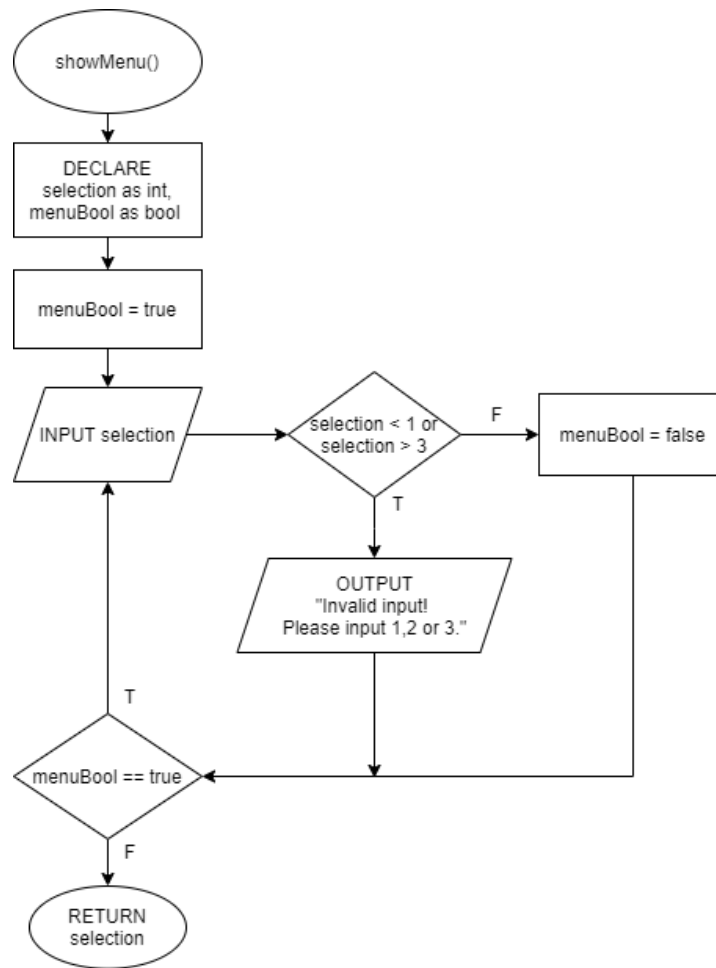 showMenu()
DECLARE
selection as int,
menuBool as bool
menuBool = true
INPUT selection
selection < 1 or
selection > 3
F
menuBool = false
T
OUTPUT
"Invalid input!
Please input 1,2 or 3."
T
menuBool == true
F
RETURN
selection